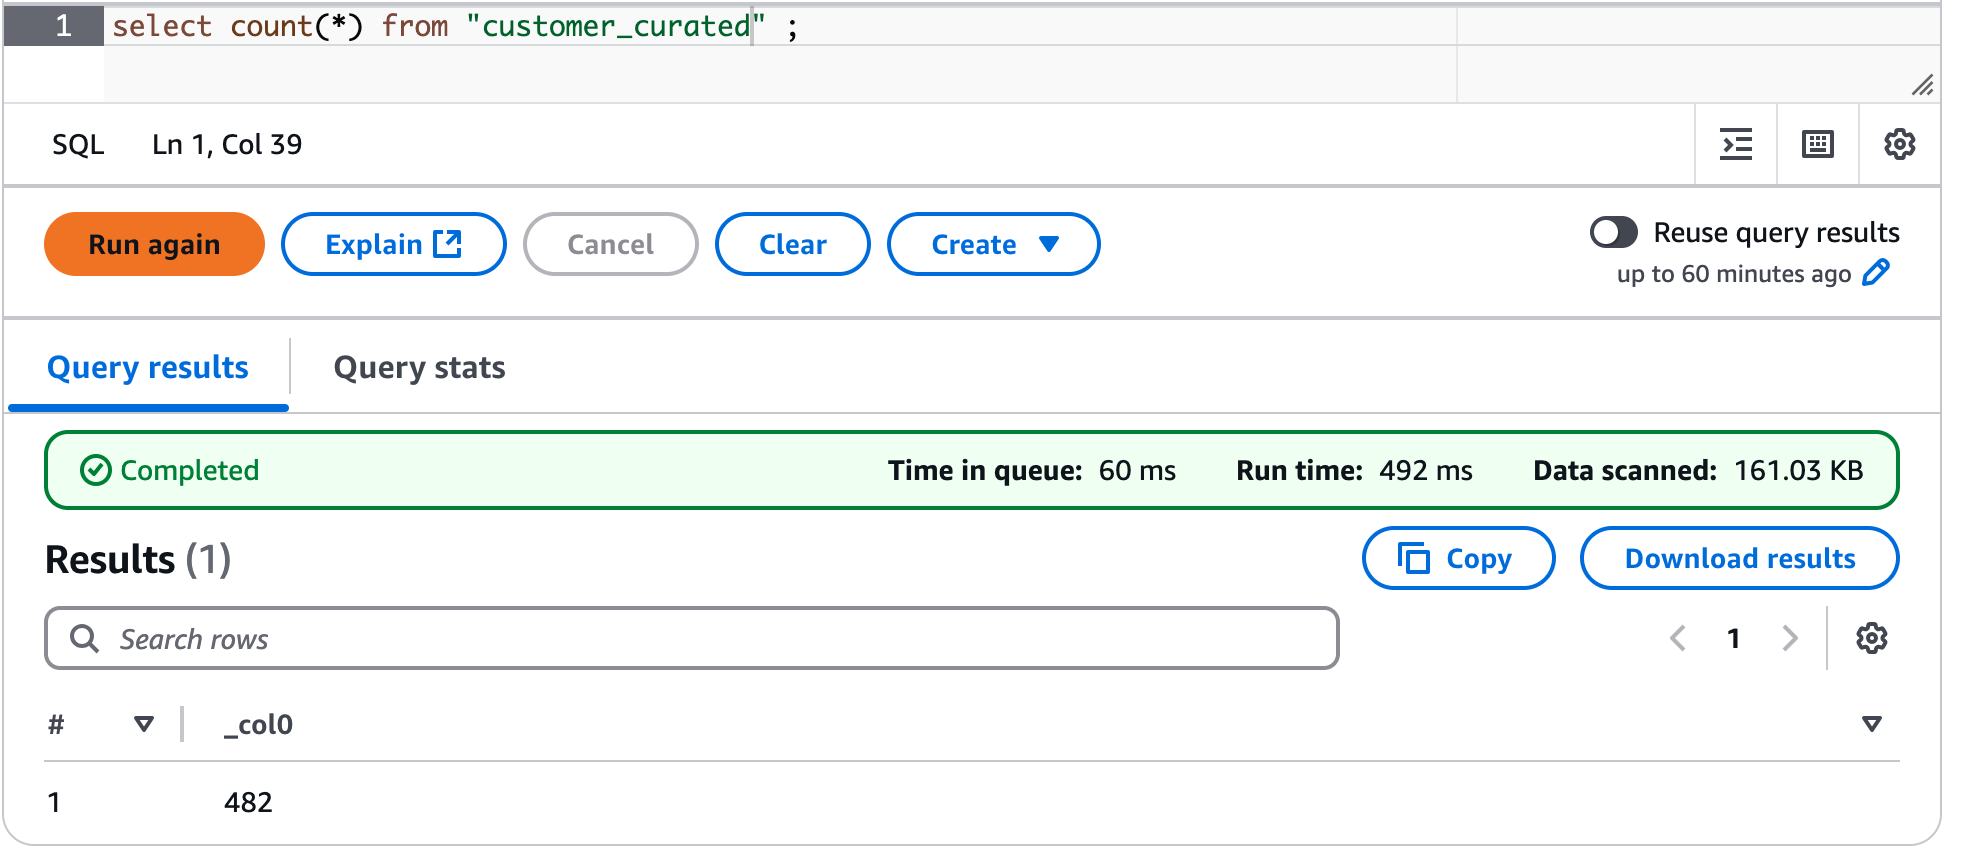 1 select count(*) from "customer_curated" ;
SQL Ln 1, Col 39
Run again Explain Cancel Clear Create Reuse query results
up to 60 minutes ago
Query results Query stats
Completed Time in queue: 60 ms Run time: 492 ms Data scanned: 161.03 KB
Results (1) Copy Download results
Search rows 1
# _col0
1 482